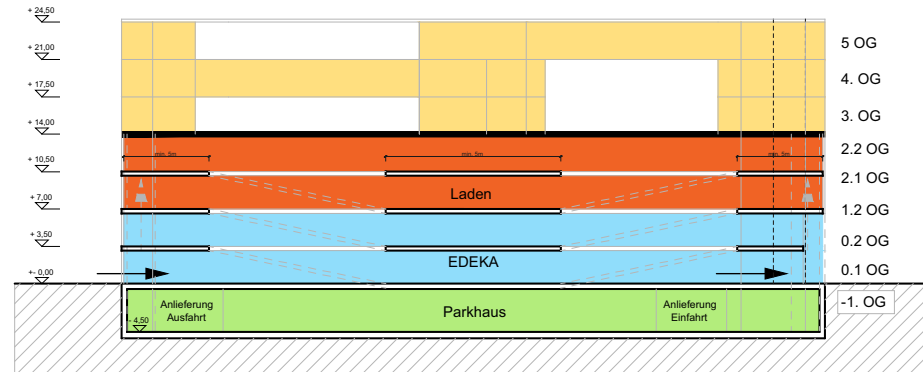 + 24,50
+ 21,00
5 OG
+ 17,50
4. OG
+ 14,00
3. OG
min. 5m min. 5m min. 5m
2.2 OG
+ 10,50
2.1 OG
Laden
+ 7,00
1.2 OG
+ 3,50
0.2 OG
EDEKA
+- 0,00
0.1 OG
Anlieferung
Ausfahrt
Parkhaus
Anlieferung
Einfahrt
-1. OG
- 4,50